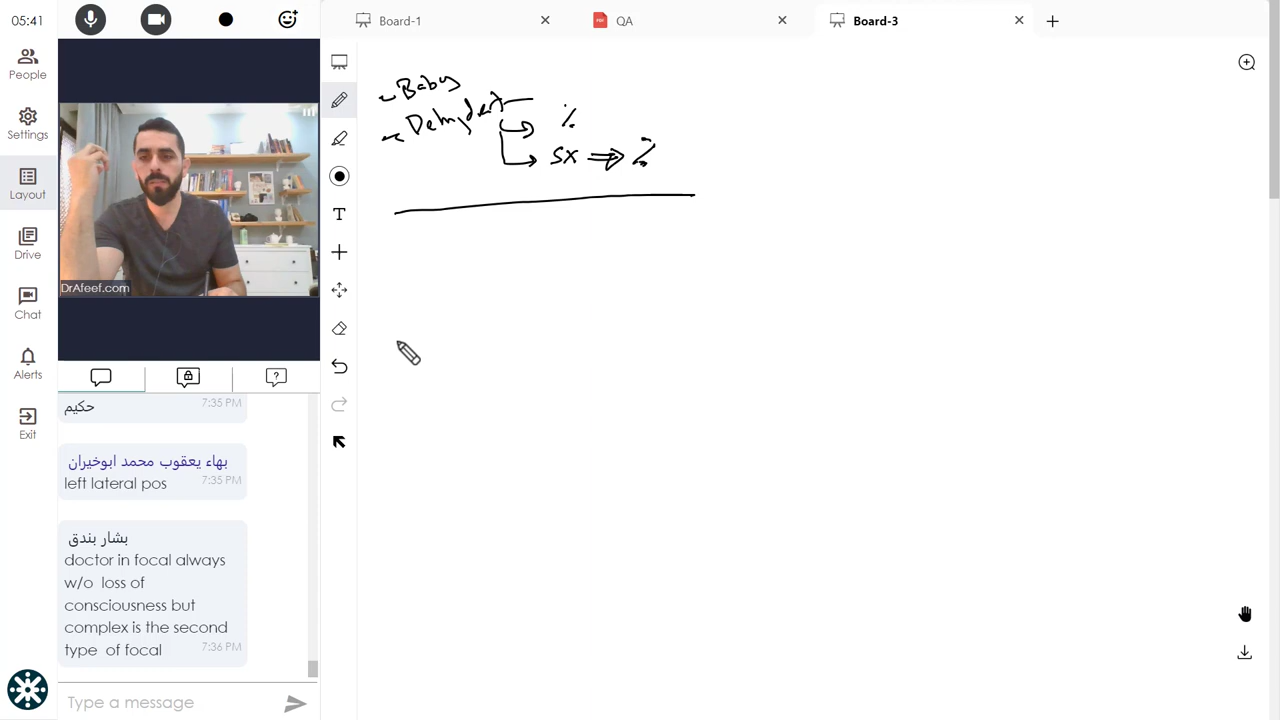 05:41
People
Settings
Layout
Drive
Chat
Alerts
Exit
DrAfeef.com
حكيم
7:35 PM
بهاء يعقوب محمد ابوخيران
left lateral pos
7:35 PM
بشار بندق
doctor in focal always
w/o loss of
consciousness but
complex is the second
type of focal
7:36 PM
Type a message
Board-1
QA
Board-3
T
Baby
%
SX ⇒ %